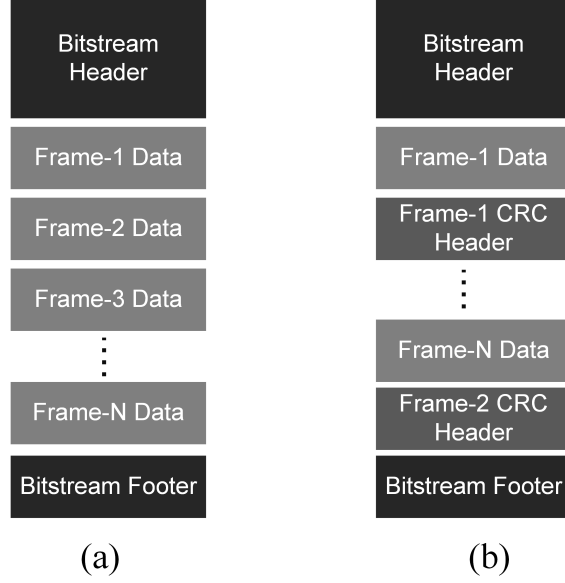 Bitstream
Header
Frame-1 Data
Frame-2 Data
Frame-3 Data
Frame-N Data
Bitstream Footer
(a)
Bitstream
Header
Frame-1 Data
Frame-1 CRC
Header
Frame-N Data
Frame-2 CRC
Header
Bitstream Footer
(b)